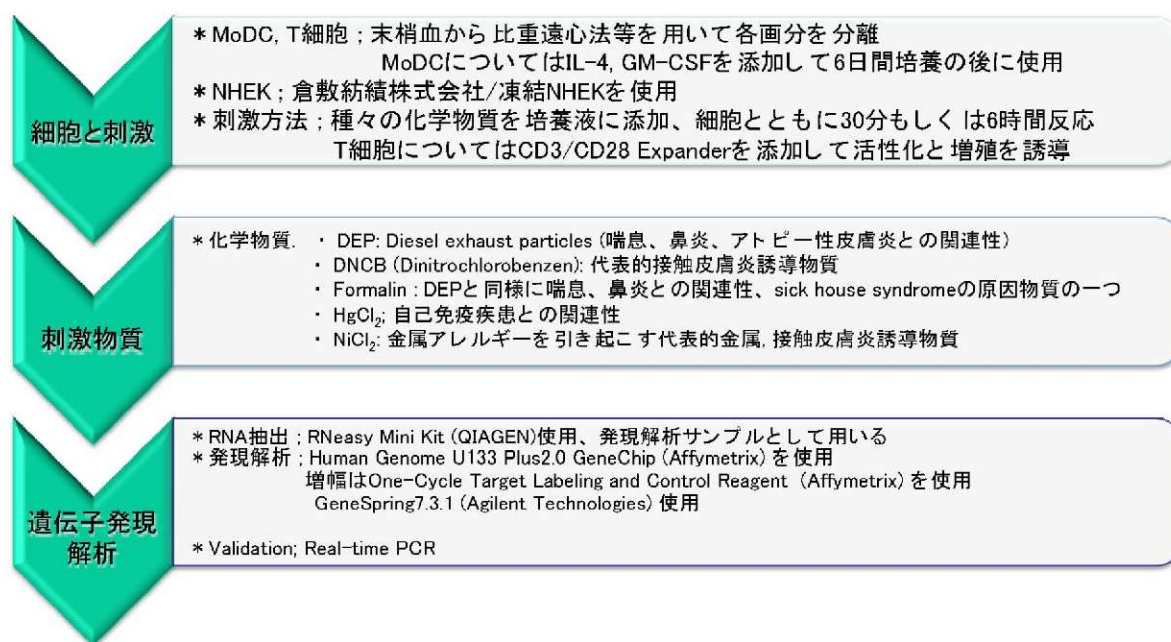 細胞と刺激
＊MoDC, T細胞 ; 末梢血から比重遠心法等を用いて各画分を分離
MoDCについてはIL-4, GM-CSFを添加して6日間培養の後に使用
＊NHEK ; 倉敷紡績株式会社/凍結NHEKを使用
＊刺激方法 ; 種々の化学物質を培養液に添加、細胞とともに30分もしくは6時間反応
T細胞についてはCD3/CD28 Expanderを添加して活性化と増殖を誘導
刺激物質
＊化学物質. ・ DEP: Diesel exhaust particles (喘息、鼻炎、アトピー性皮膚炎との関連性)
・ DNCB (Dinitrochlorobenzen): 代表的接触皮膚炎誘導物質
・ Formalin : DEPと同様に喘息、鼻炎との関連性、sick house syndromeの原因物質の一つ
・ HgCl₂; 自己免疫疾患との関連性
・ NiCl₂: 金属アレルギーを引き起こす代表的金属, 接触皮膚炎誘導物質
遺伝子発現
解析
＊RNA抽出 ; RNeasy Mini Kit (QIAGEN)使用、発現解析サンプルとして用いる
＊発現解析 ; Human Genome U133 Plus2.0 GeneChip (Affymetrix) を使用
増幅はOne-Cycle Target Labeling and Control Reagent (Affymetrix) を使用
GeneSpring7.3.1 (Agilent Technologies) 使用
＊Validation; Real-time PCR